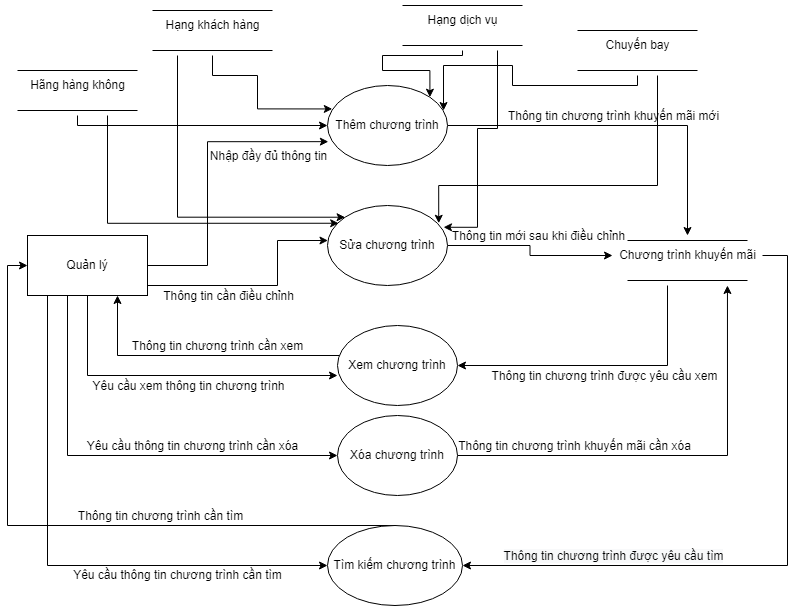 Hạng khách hàng
Hạng dịch vụ
Chuyến bay
Hãng hàng không
Thêm chương trình
Thông tin chương trình khuyến mãi mới
Nhập đầy đủ thông tin
Sửa chương trình
Thông tin mới sau khi điều chỉnh
Quản lý
Chương trình khuyến mãi
Thông tin cần điều chỉnh
Thông tin chương trình cần xem
Xem chương trình
Thông tin chương trình được yêu cầu xem
Yêu cầu xem thông tin chương trình
Yêu cầu thông tin chương trình cần xóa
Xóa chương trình
Thông tin chương trình khuyến mãi cần xóa
Thông tin chương trình cần tìm
Thông tin chương trình được yêu cầu tìm
Tìm kiếm chương trình
Yêu cầu thông tin chương trình cần tìm